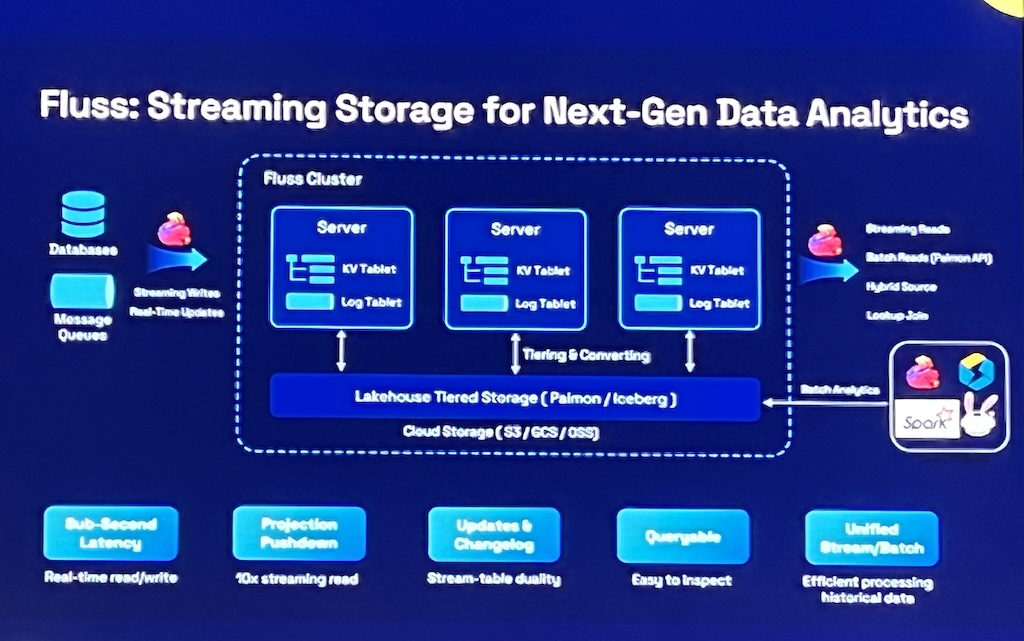 Fluss: Streaming Storage for Next-Gen Data Analytics
Fluss Cluster
Databases
Message
Queues
Streaming Writes
Real-Time Updates
Server
KV Tablet
Log Tablet
Server
KV Tablet
Log Tablet
Server
KV Tablet
Log Tablet
Tiering & Converting
Lakehouse Tiered Storage ( Paimon / Iceberg )
Cloud Storage ( S3 / GCS / OSS)
Streaming Reads
Batch Reads (Paimon API)
Hybrid Source
Lookup Join
Batch Analytics
Spark
Sub-Second
Latency
Real-time read/write
Projection
Pushdown
10x streaming read
Updates &
Changelog
Stream-table duality
Queryable
Easy to Inspect
Unified
Stream/Batch
Efficient processing
historical data